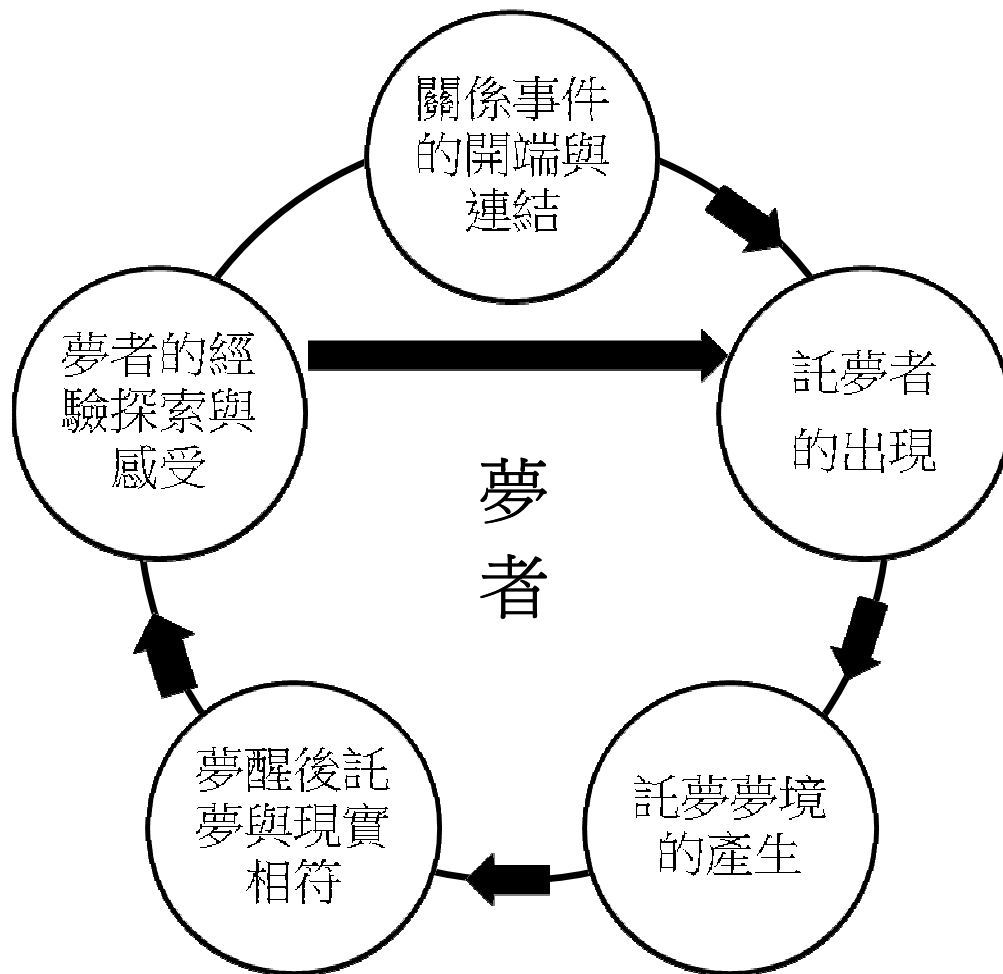 關係事件
的開端與
連結
託夢者
的出現
託夢夢境
的產生
夢醒後託
夢與現實
相符
夢者的經
驗探索與
感受
夢
者